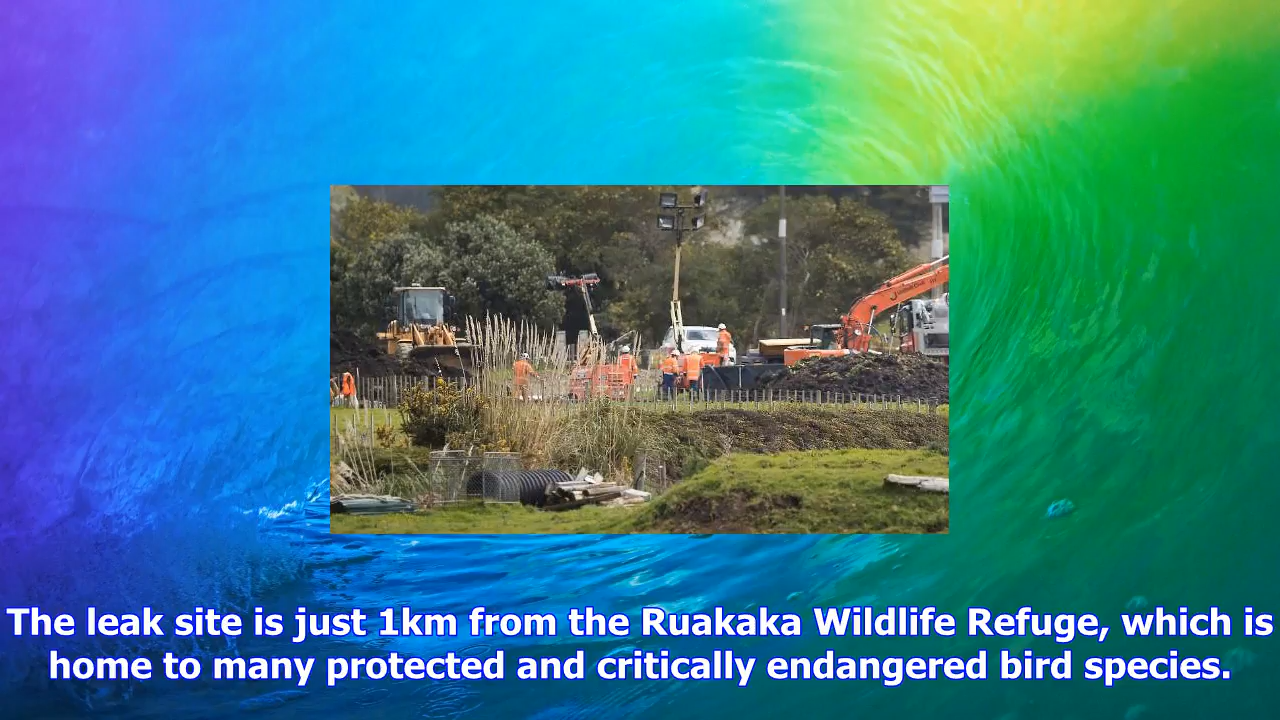 The leak site is just 1km from the Ruakaka Wildlife Refuge, which is
home to many protected and critically endangered bird species.